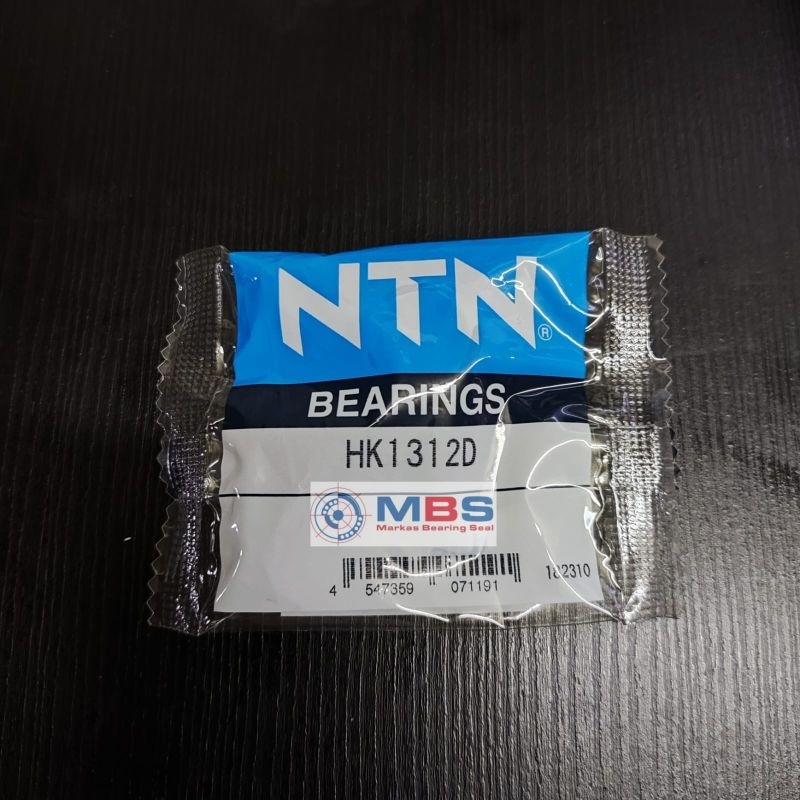 NTN®
BEARINGS
HK1312D
MBS
Markas Bearing Seal
4 547359 071191
182310